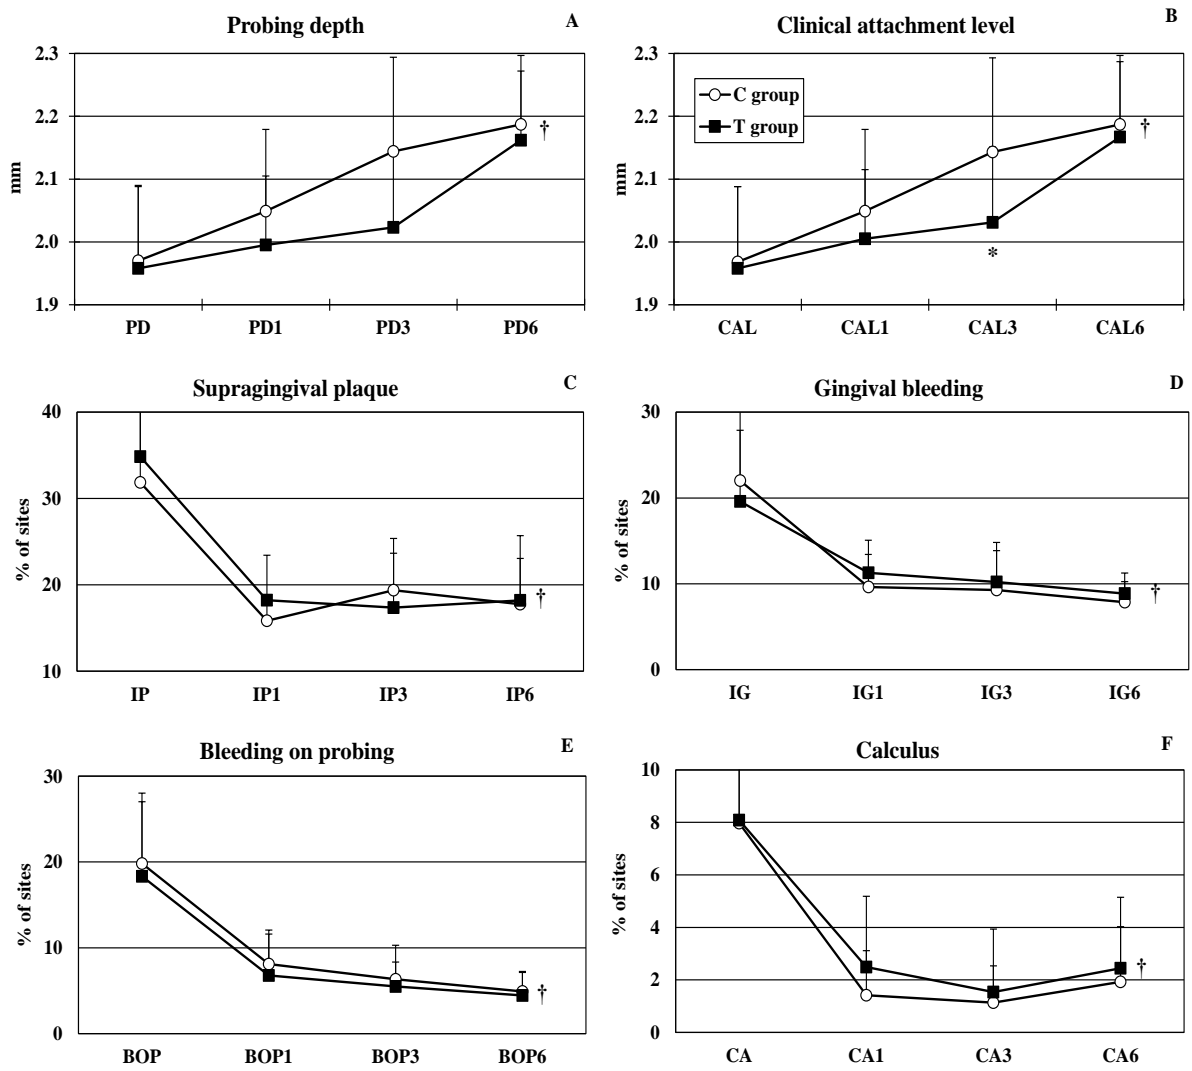 Probing depth A
2.3
2.2
2.1
2.0
1.9
mm
†
PD PD1 PD3 PD6
Clinical attachment level B
2.3
2.2
2.1
2.0
1.9
mm
C group
T group
†
*
CAL CAL1 CAL3 CAL6
Supragingival plaque C
40
30
20
10
% of sites
†
IP IP1 IP3 IP6
Gingival bleeding D
30
20
10
0
% of sites
†
IG IG1 IG3 IG6
Bleeding on probing E
30
20
10
0
% of sites
†
BOP BOP1 BOP3 BOP6
Calculus F
10
8
6
4
2
0
% of sites
†
CA CA1 CA3 CA6